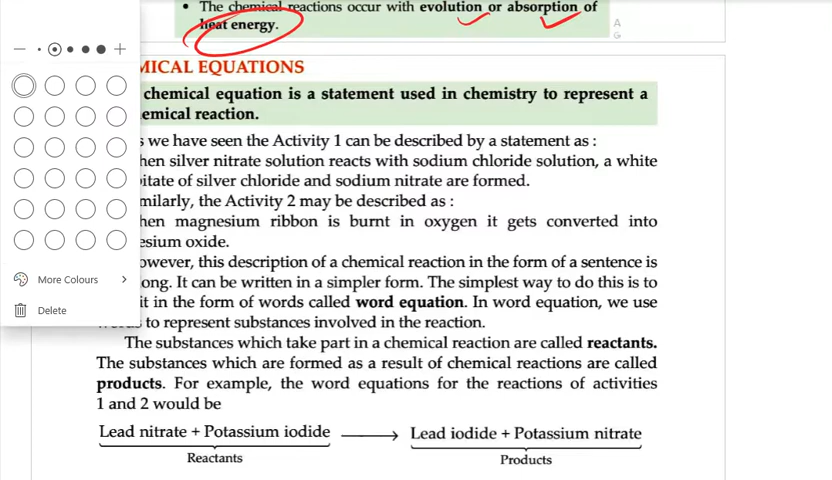 • The chemical reactions occur with evolution or absorption of
heat energy.
A
G
MICAL EQUATIONS
chemical equation is a statement used in chemistry to represent a
emical reaction.
s we have seen the Activity 1 can be described by a statement as :
hen silver nitrate solution reacts with sodium chloride solution, a white
itate of silver chloride and sodium nitrate are formed.
milarly, the Activity 2 may be described as :
hen magnesium ribbon is burnt in oxygen it gets converted into
esium oxide.
owever, this description of a chemical reaction in the form of a sentence is
ong. It can be written in a simpler form. The simplest way to do this is to
it in the form of words called word equation. In word equation, we use
More Colours
Delete
words to represent substances involved in the reaction.
The substances which take part in a chemical reaction are called reactants.
The substances which are formed as a result of chemical reactions are called
products. For example, the word equations for the reactions of activities
1 and 2 would be
Lead nitrate + Potassium iodide ⟶ Lead iodide + Potassium nitrate
Reactants Products